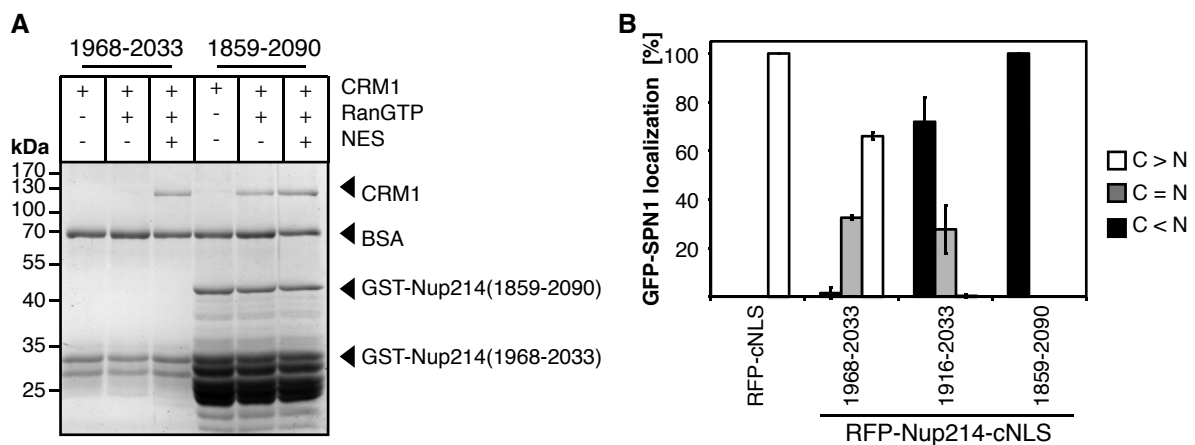 A
1968-2033 1859-2090
+ + + + + + CRM1
- + + - + + RanGTP
- - + - - + NES
kDa
170
130
100
70
55
40
35
25
CRM1
BSA
GST-Nup214(1859-2090)
GST-Nup214(1968-2033)
B
GFP-SPN1 localization [%]
100
80
60
40
20
C > N
C = N
C < N
RFP-cNLS
1968-2033
1916-2033
1859-2090
RFP-Nup214-cNLS